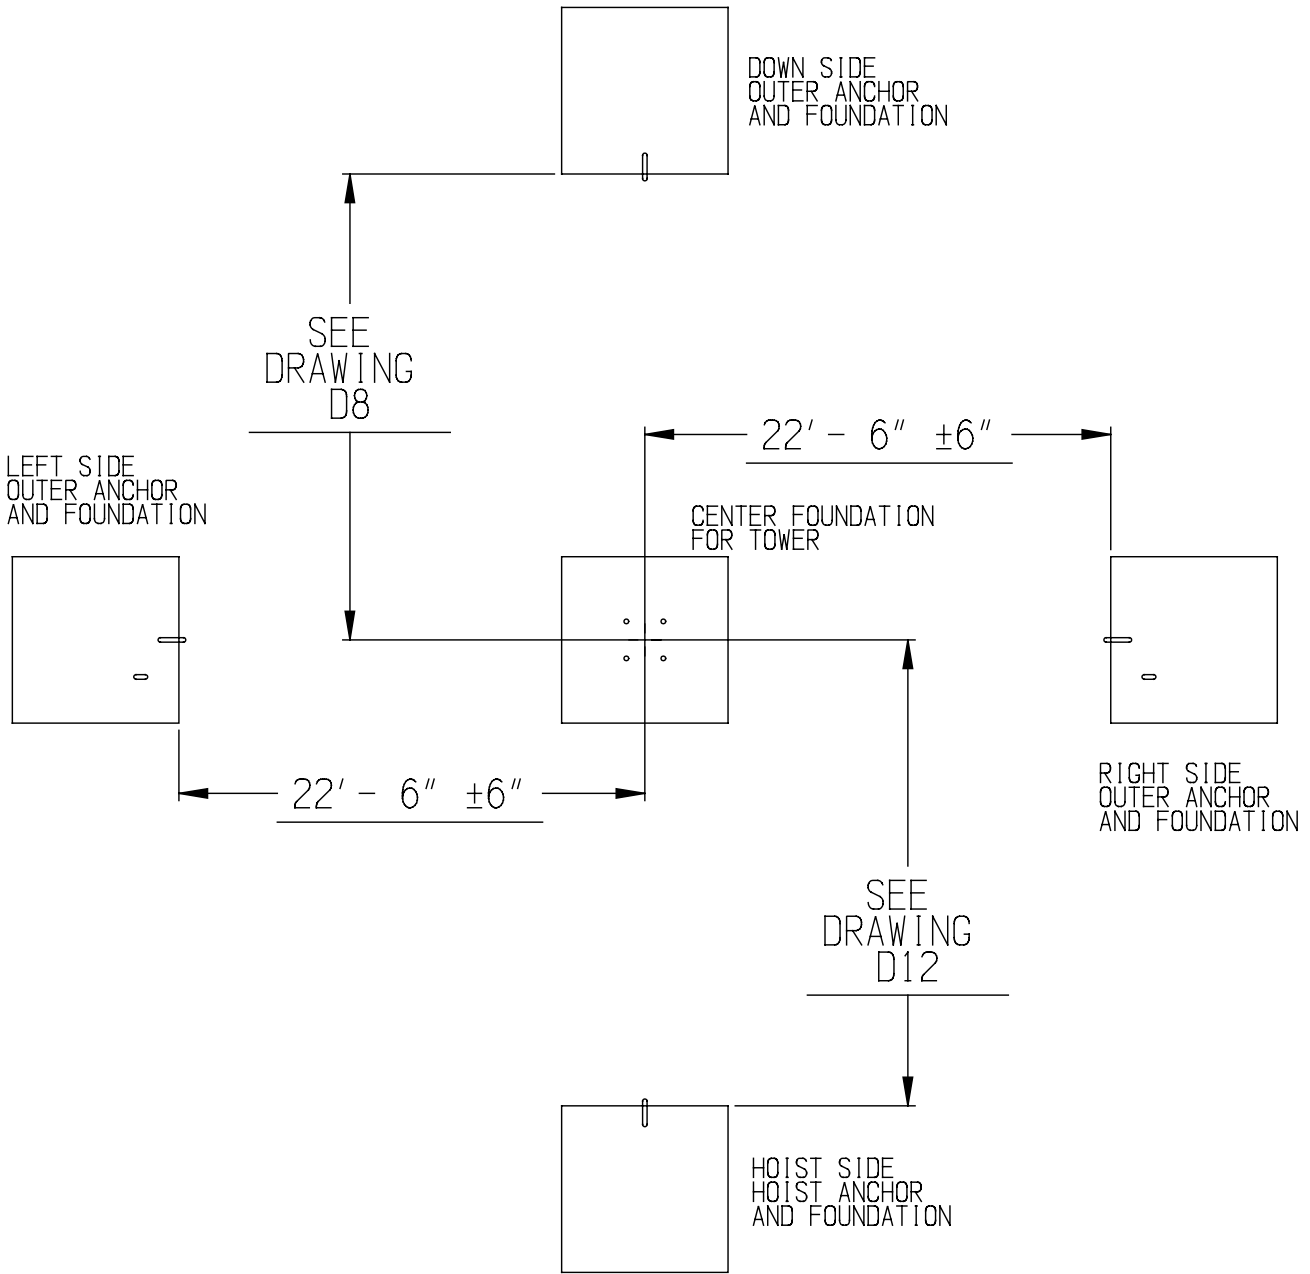 DOWN SIDE
OUTER ANCHOR
AND FOUNDATION
SEE
DRAWING
D8
22' - 6" ±6"
LEFT SIDE
OUTER ANCHOR
AND FOUNDATION
CENTER FOUNDATION
FOR TOWER
22' - 6" ±6"
RIGHT SIDE
OUTER ANCHOR
AND FOUNDATION
SEE
DRAWING
D12
HOIST SIDE
HOIST ANCHOR
AND FOUNDATION